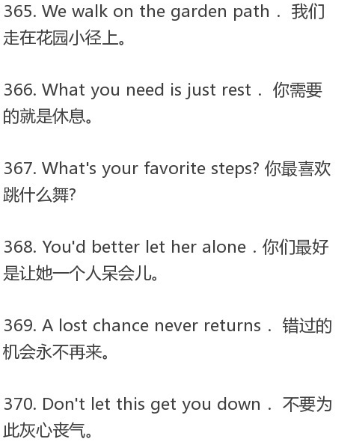 365. We walk on the garden path． 我们
走在花园小径上。
366. What you need is just rest． 你需要
的就是休息。
367. What's your favorite steps? 你最喜欢
跳什么舞?
368. You'd better let her alone．你们最好
是让她一个人呆会儿。
369. A lost chance never returns． 错过的
机会永不再来。
370. Don't let this get you down． 不要为
此灰心丧气。